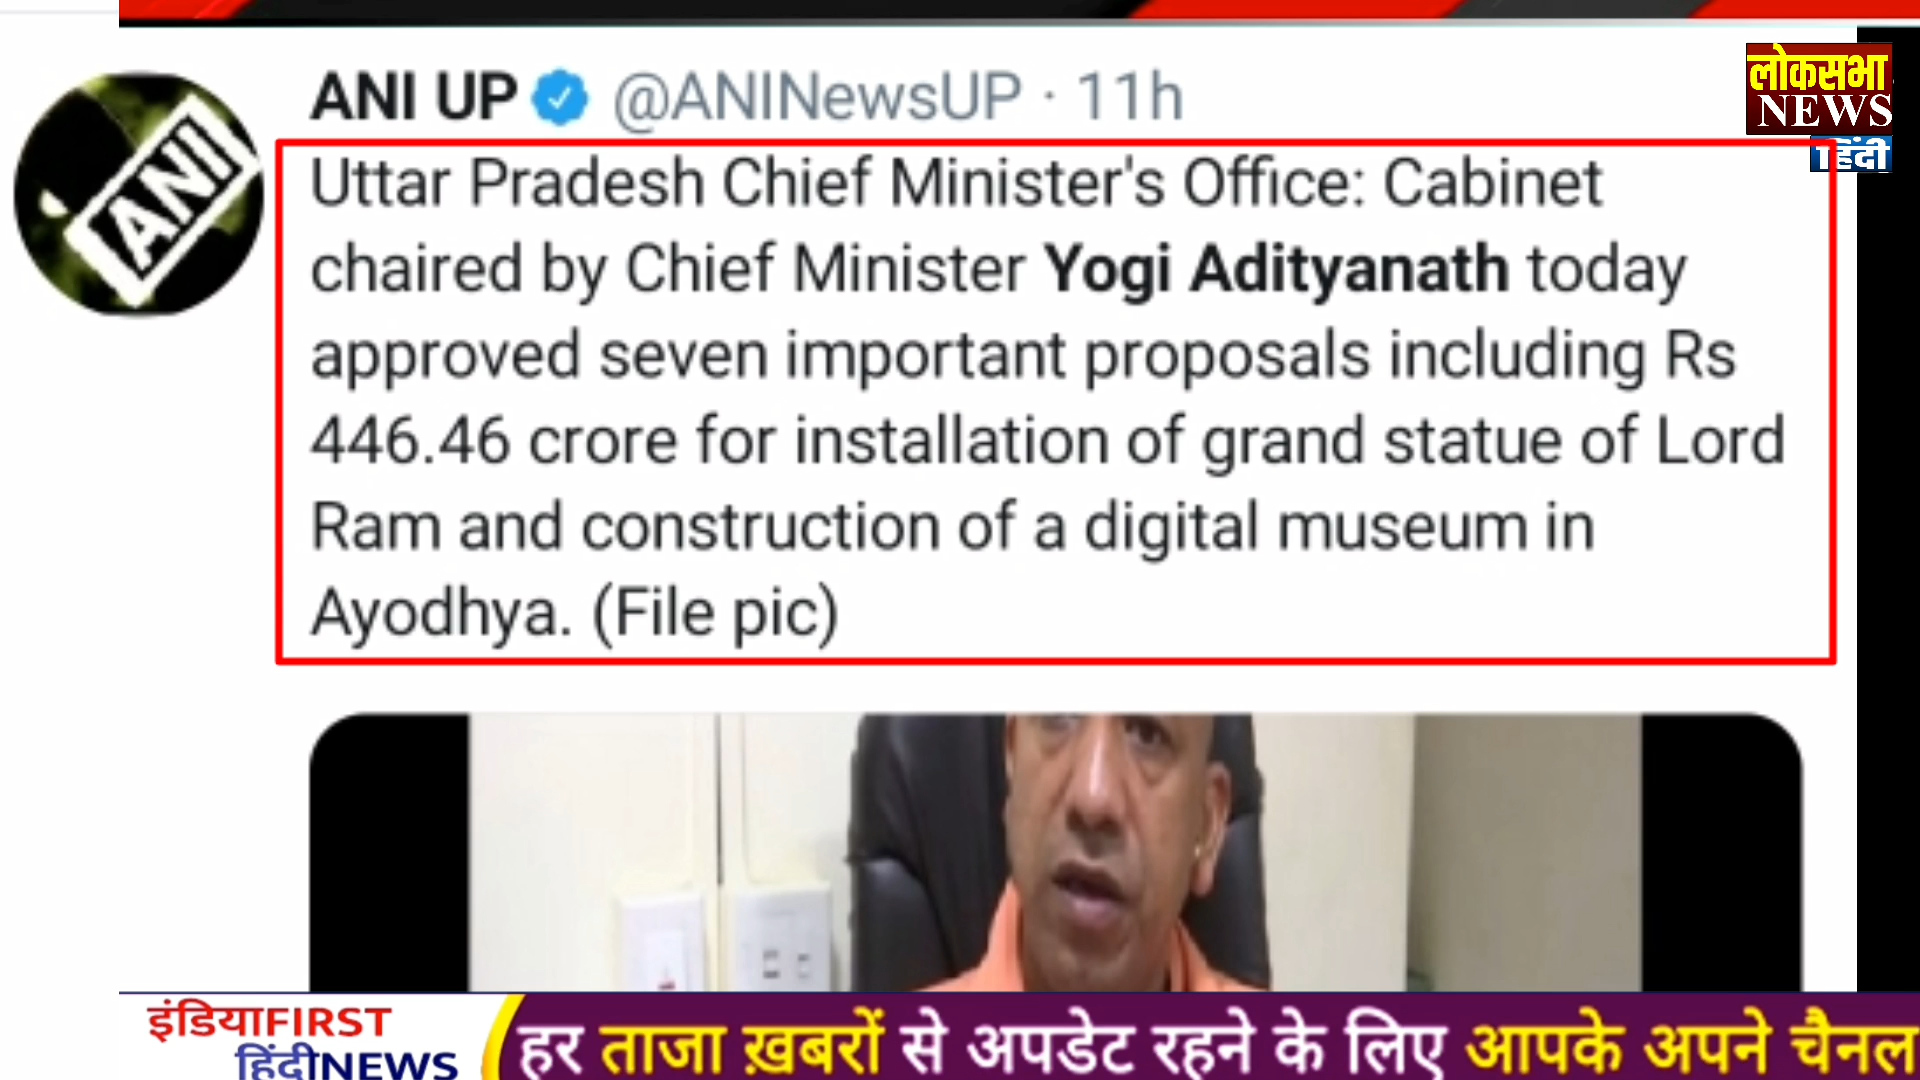 ANI UP @ANINewsUP · 11h
लोकसभा
NEWS
हिंदी
ANI
Uttar Pradesh Chief Minister's Office: Cabinet
chaired by Chief Minister Yogi Adityanath today
approved seven important proposals including Rs
446.46 crore for installation of grand statue of Lord
Ram and construction of a digital museum in
Ayodhya. (File pic)
इंडियाFIRST
हिंदीNEWS
हर ताजा ख़बरों से अपडेट रहने के लिए आपके अपने चैनल